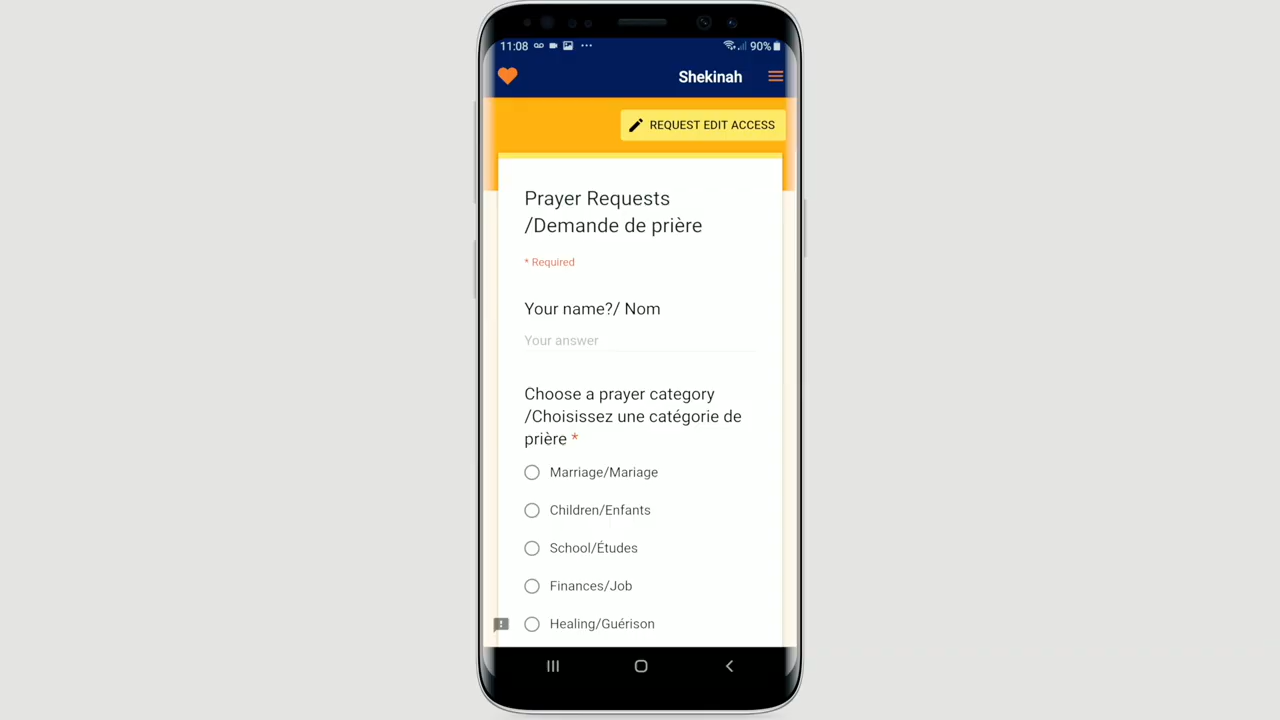 11:08
90%
Shekinah
REQUEST EDIT ACCESS
Prayer Requests
/Demande de prière
* Required
Your name?/ Nom
Your answer
Choose a prayer category
/Choisissez une catégorie de
prière *
Marriage/Mariage
Children/Enfants
School/Études
Finances/Job
Healing/Guérison